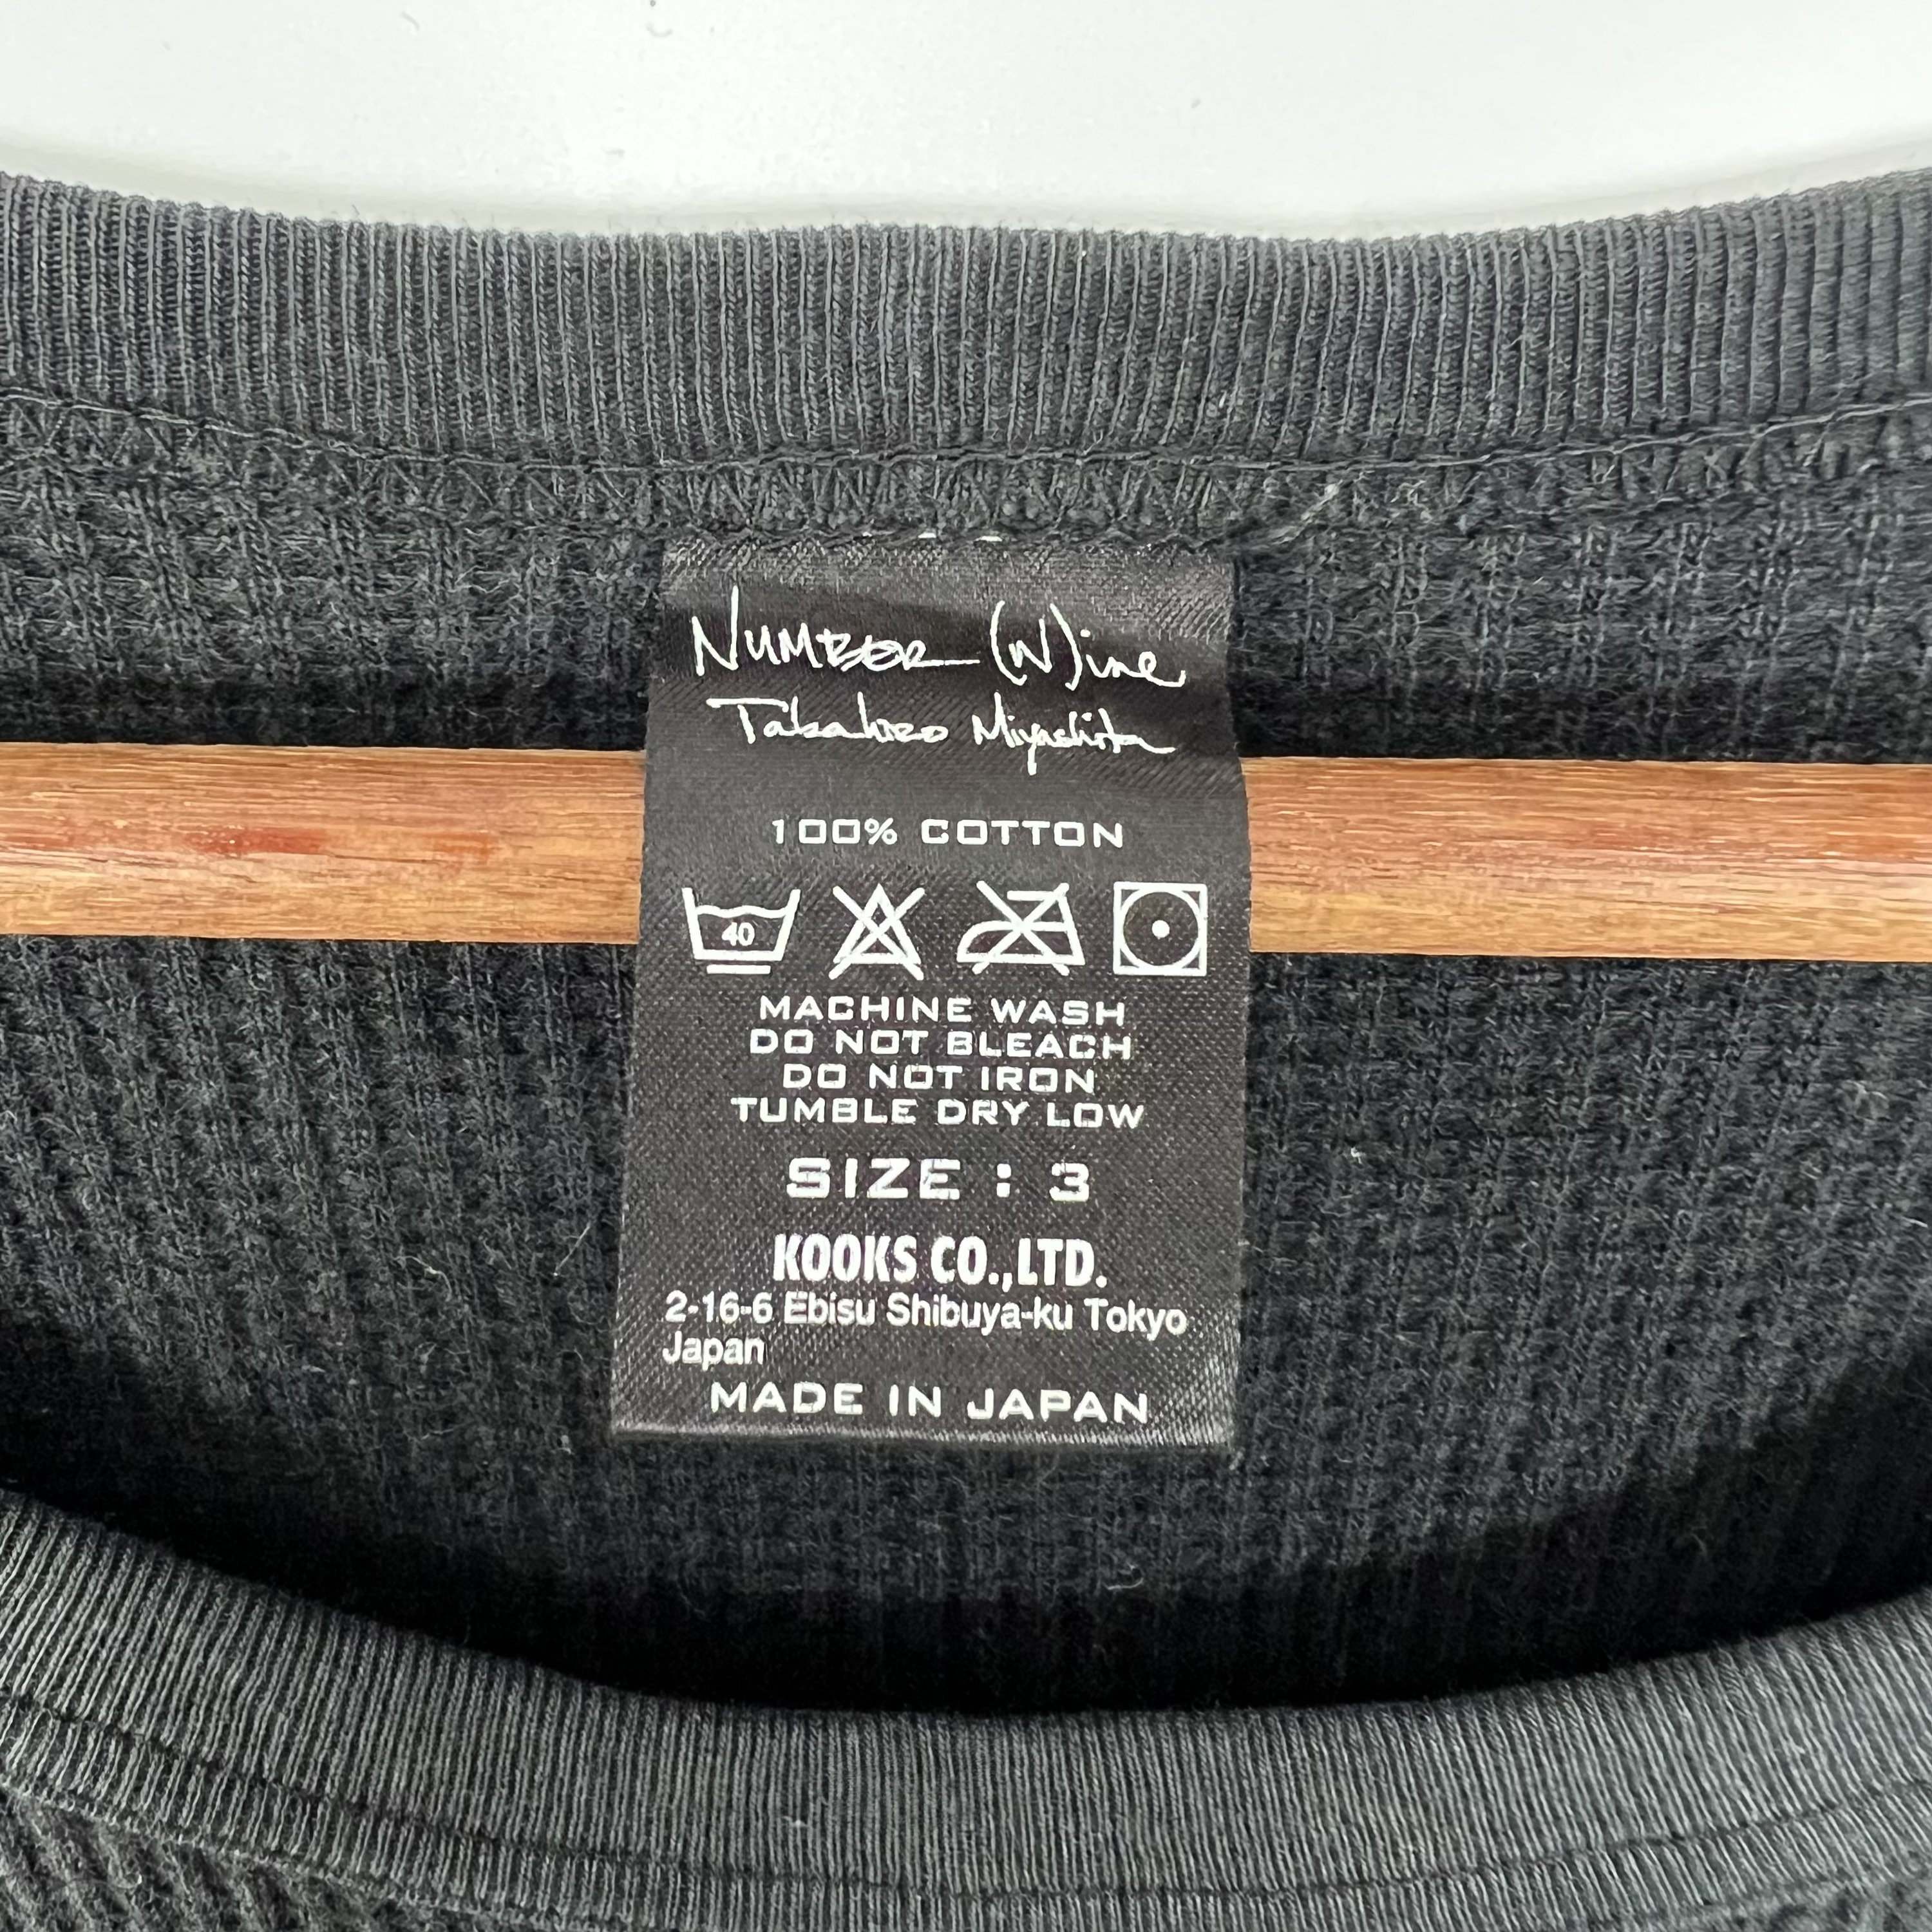 NUMBER (N)ine
Takahiro Miyashita
100% COTTON
40
MACHINE WASH
DO NOT BLEACH
DO NOT IRON
TUMBLE DRY LOW
SIZE : 3
KOOKS CO.,LTD.
2-16-6 Ebisu Shibuya-ku Tokyo
Japan
MADE IN JAPAN